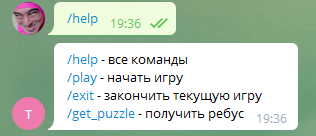 /help
19:36
/help - все команды
/play - начать игру
/exit - закончить текущую игру
/get_puzzle - получить ребус
19:36
T